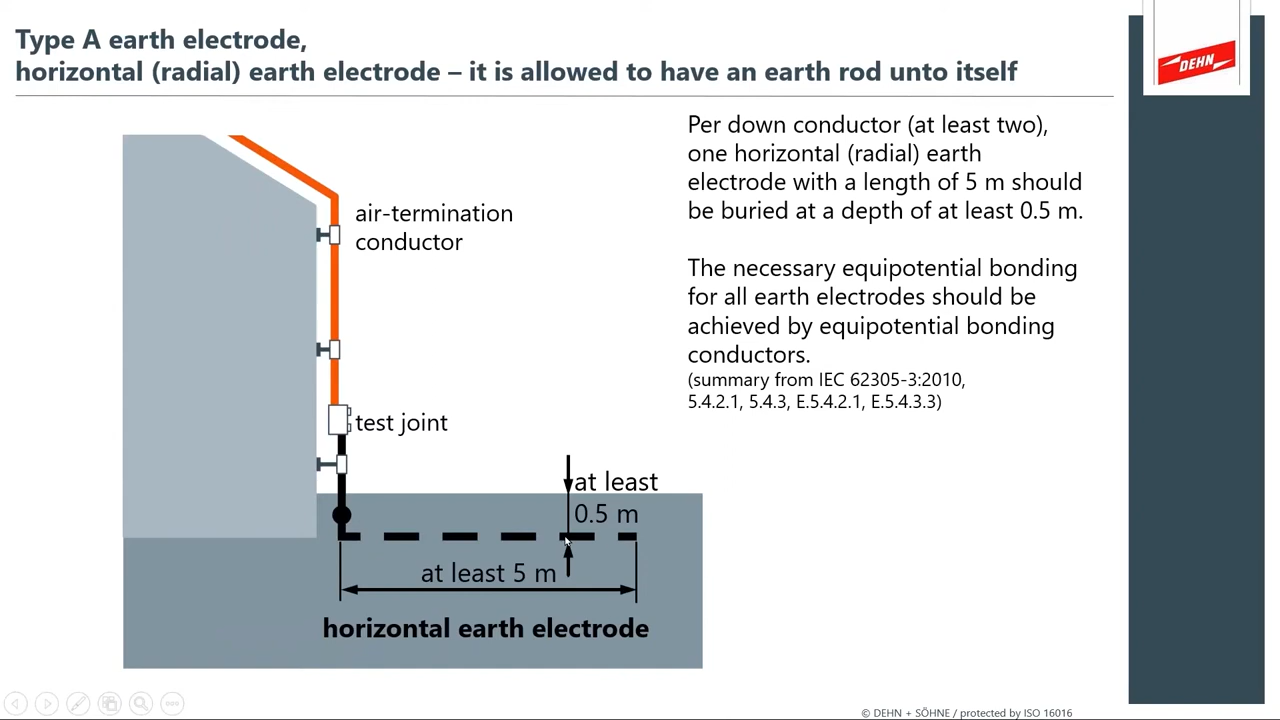 Type A earth electrode,
horizontal (radial) earth electrode – it is allowed to have an earth rod unto itself
DEHN
Per down conductor (at least two),
one horizontal (radial) earth
electrode with a length of 5 m should
be buried at a depth of at least 0.5 m.
The necessary equipotential bonding
for all earth electrodes should be
achieved by equipotential bonding
conductors.
(summary from IEC 62305-3:2010,
5.4.2.1, 5.4.3, E.5.4.2.1, E.5.4.3.3)
air-termination
conductor
test joint
at least
0.5 m
at least 5 m
horizontal earth electrode
© DEHN + SÖHNE / protected by ISO 16016